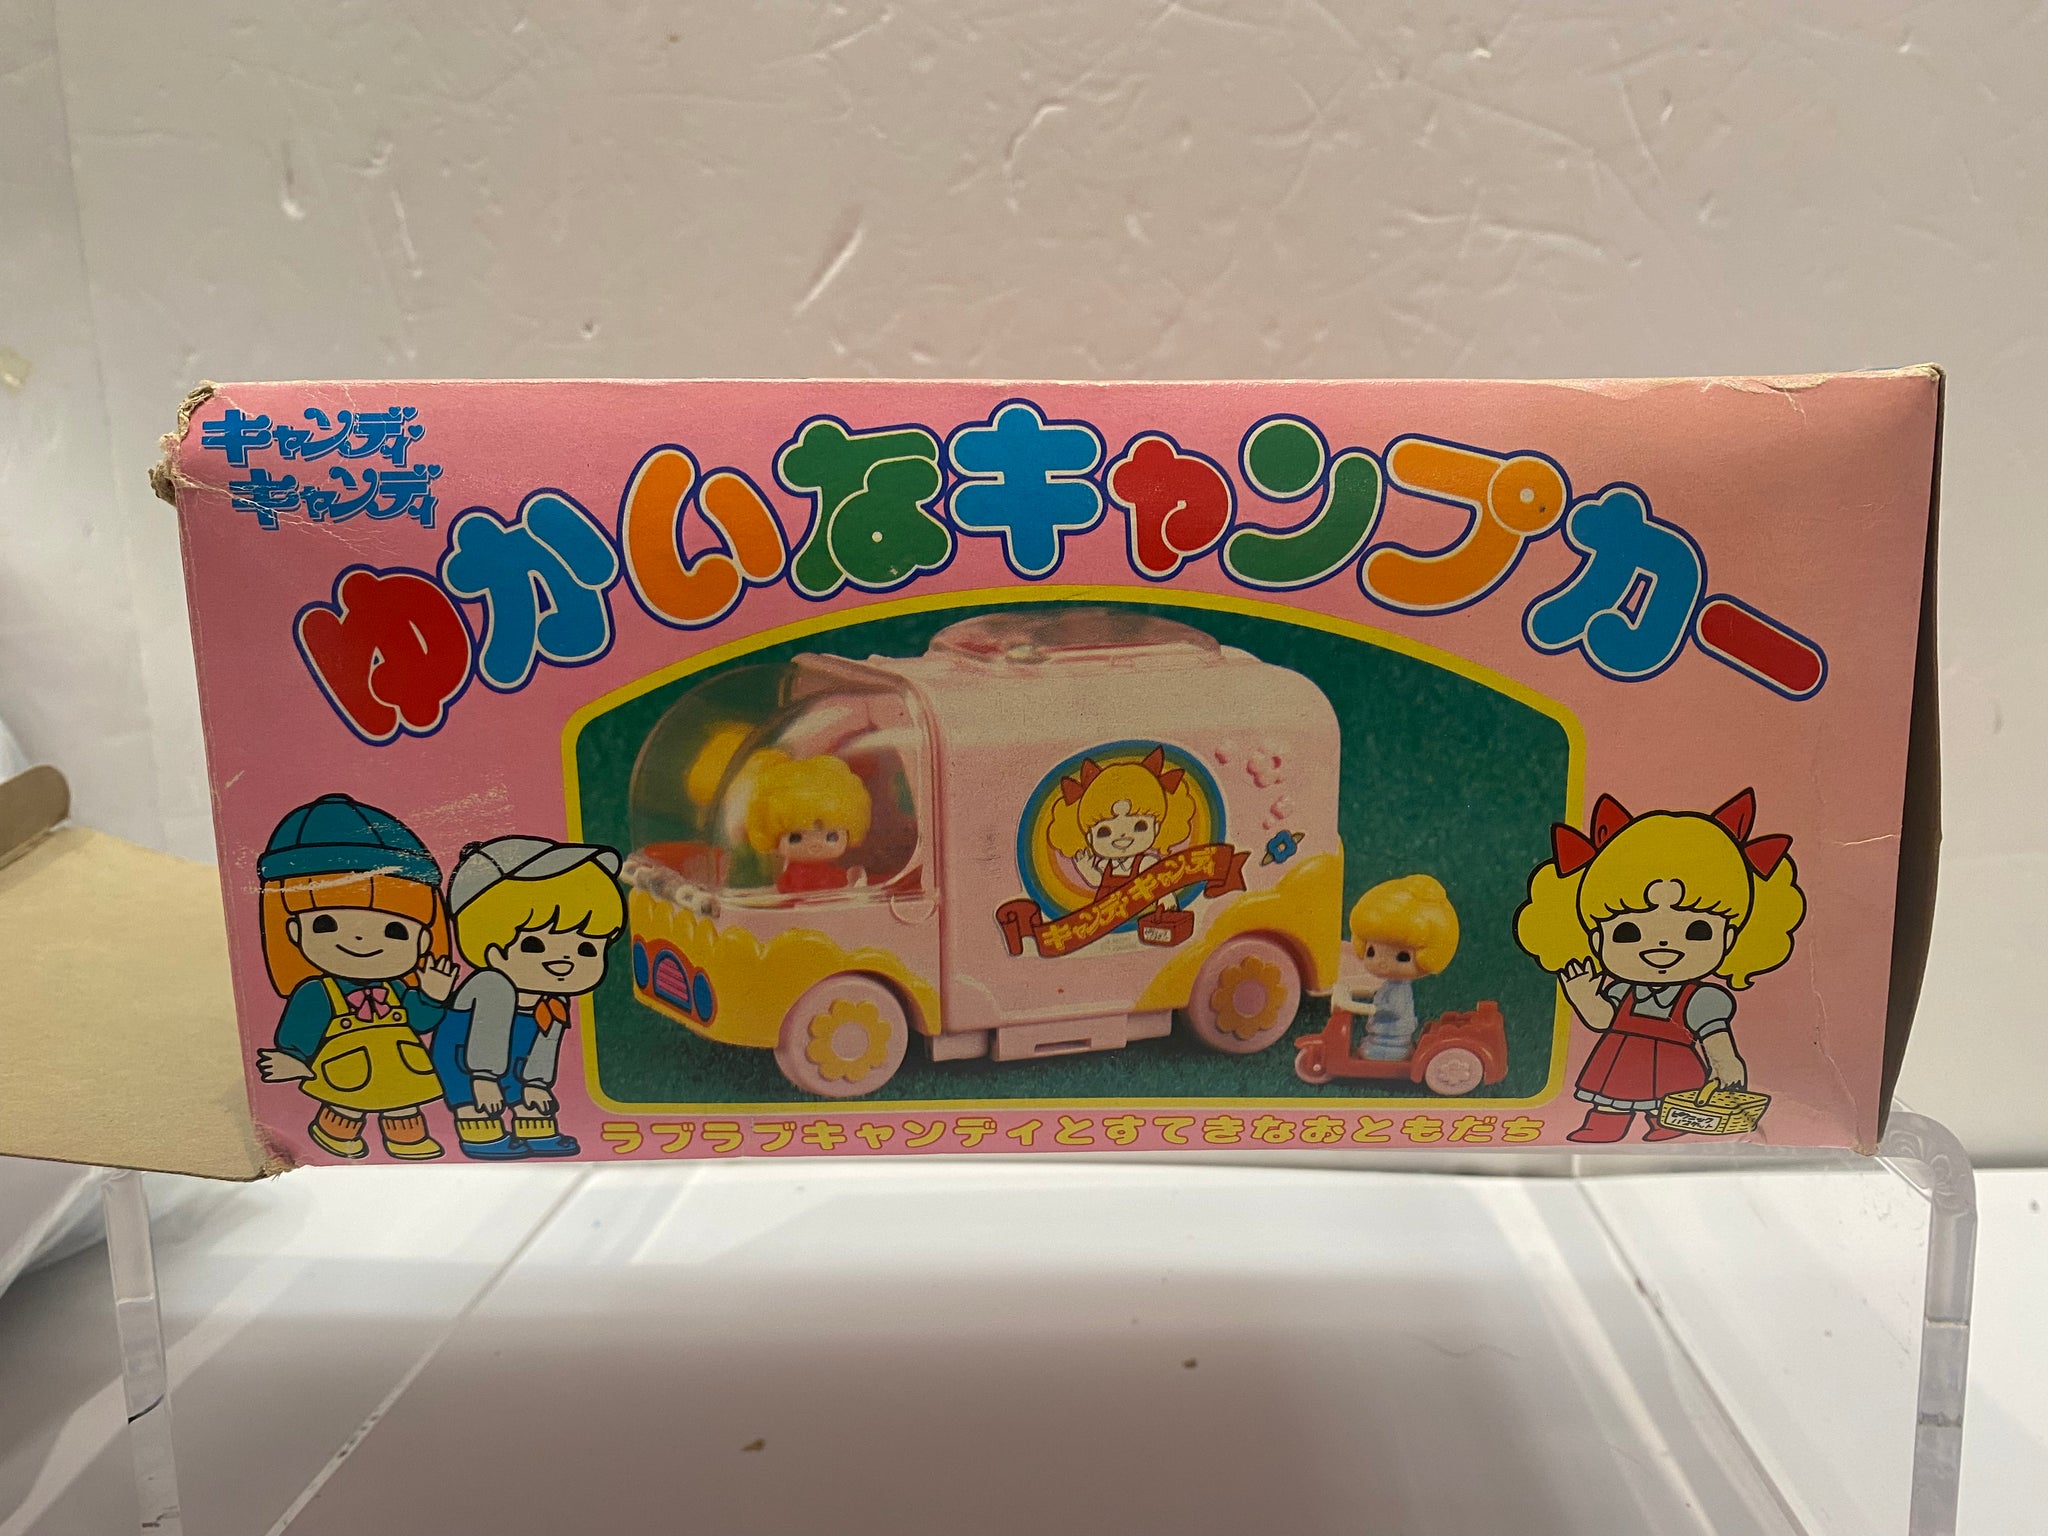 キャンディ
キャンディ
ゆかいなキャンプカー
キャンディ キャンディ
ラブラブキャンディとすてきなおともだち